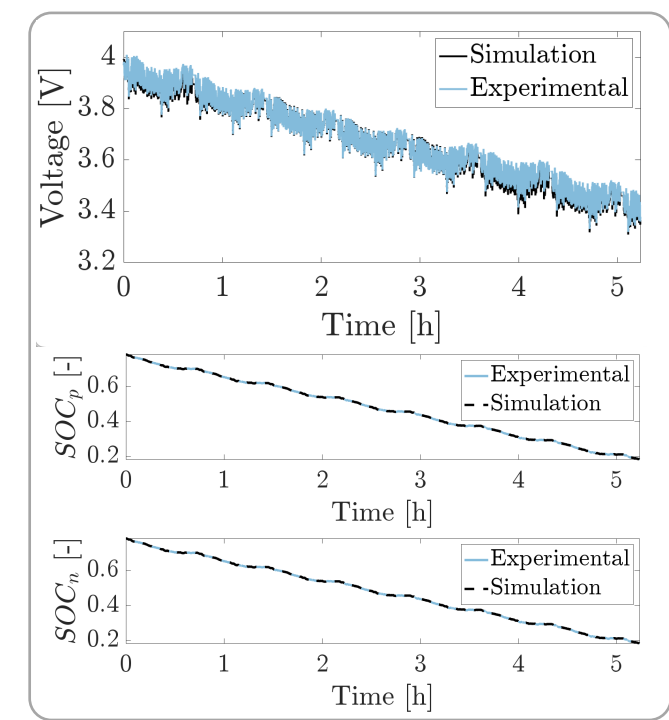 Voltage [V]
4
3.8
3.6
3.4
3.2
Simulation
Experimental
0 1 2 3 4 5
Time [h]
SOC_p [-]
0.6
0.4
0.2
Experimental
Simulation
0 1 2 3 4 5
Time [h]
SOC_n [-]
0.6
0.4
0.2
Experimental
Simulation
0 1 2 3 4 5
Time [h]